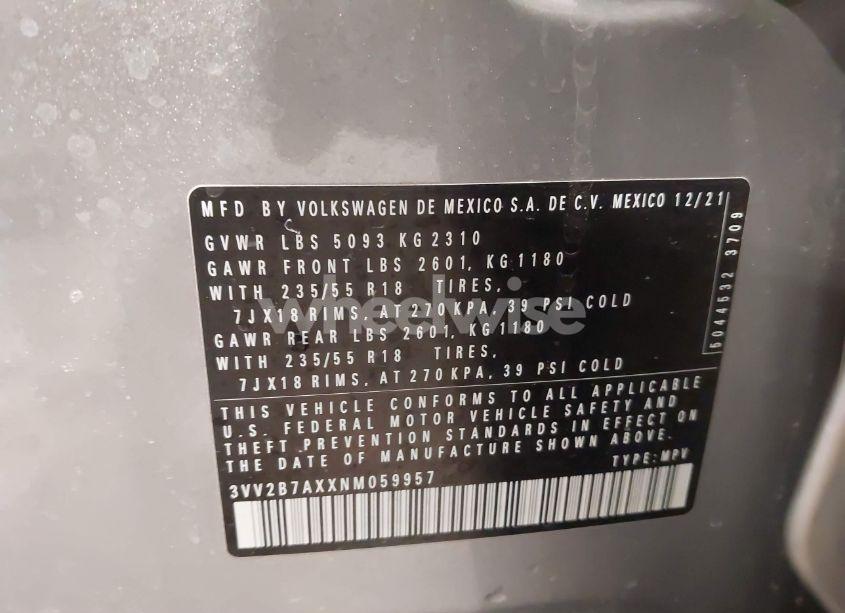 MFD BY VOLKSWAGEN DE MEXICO S.A. DE C.V. MEXICO 12/21
GVWR LBS 5093 KG 2310
GAWR FRONT LBS 2601, KG 1180
WITH 235/55 R18 TIRES,
7JX18 RIMS, AT 270 KPA, 39 PSI COLD
GAWR REAR LBS 2601, KG 1180
WITH 235/55 R18 TIRES,
7JX18 RIMS, AT 270 KPA, 39 PSI COLD
THIS VEHICLE CONFORMS TO ALL APPLICABLE
U.S. FEDERAL MOTOR VEHICLE SAFETY AND
THEFT PREVENTION STANDARDS IN EFFECT ON
THE DATE OF MANUFACTURE SHOWN ABOVE.
3VV2B7AXXNM059957 TYPE: MPV
5044532 3709
wheelwise